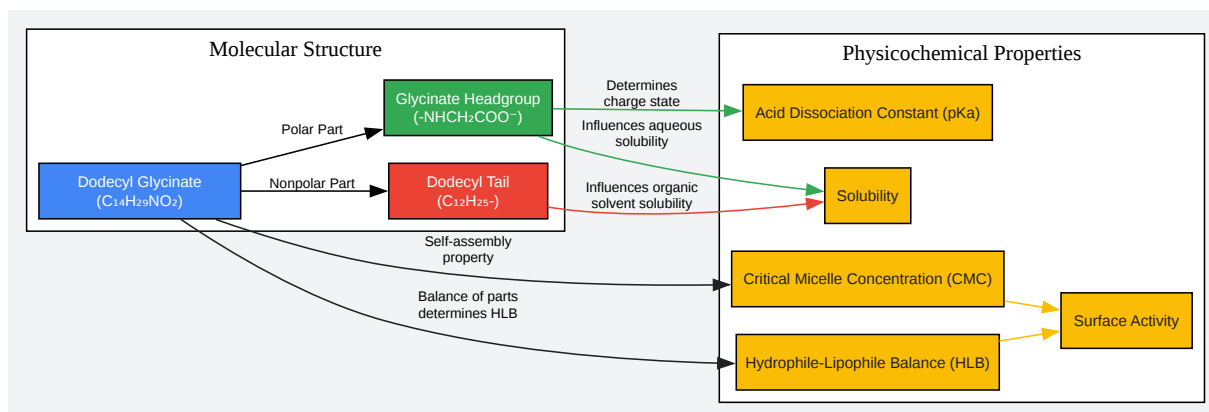 Molecular Structure
Physicochemical Properties
Glycinate Headgroup
(-NHCH₂COO⁻)
Determines
charge state
Acid Dissociation Constant (pKa)
Polar Part
Influences aqueous
solubility
Dodecyl Glycinate
(C₁₄H₂₉NO₂)
Nonpolar Part
Dodecyl Tail
(C₁₂H₂₅-)
Influences organic
solvent solubility
Solubility
Self-assembly
property
Critical Micelle Concentration (CMC)
Balance of parts
determines HLB
Surface Activity
Hydrophile-Lipophile Balance (HLB)